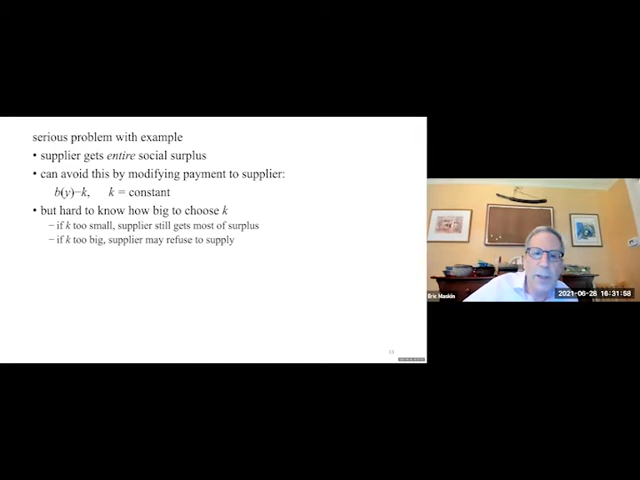 serious problem with example
• supplier gets entire social surplus
• can avoid this by modifying payment to supplier:
b(y)−k, k = constant
• but hard to know how big to choose k
− if k too small, supplier still gets most of surplus
− if k too big, supplier may refuse to supply
13
Eric Maskin
2021-06-28 16:31:58